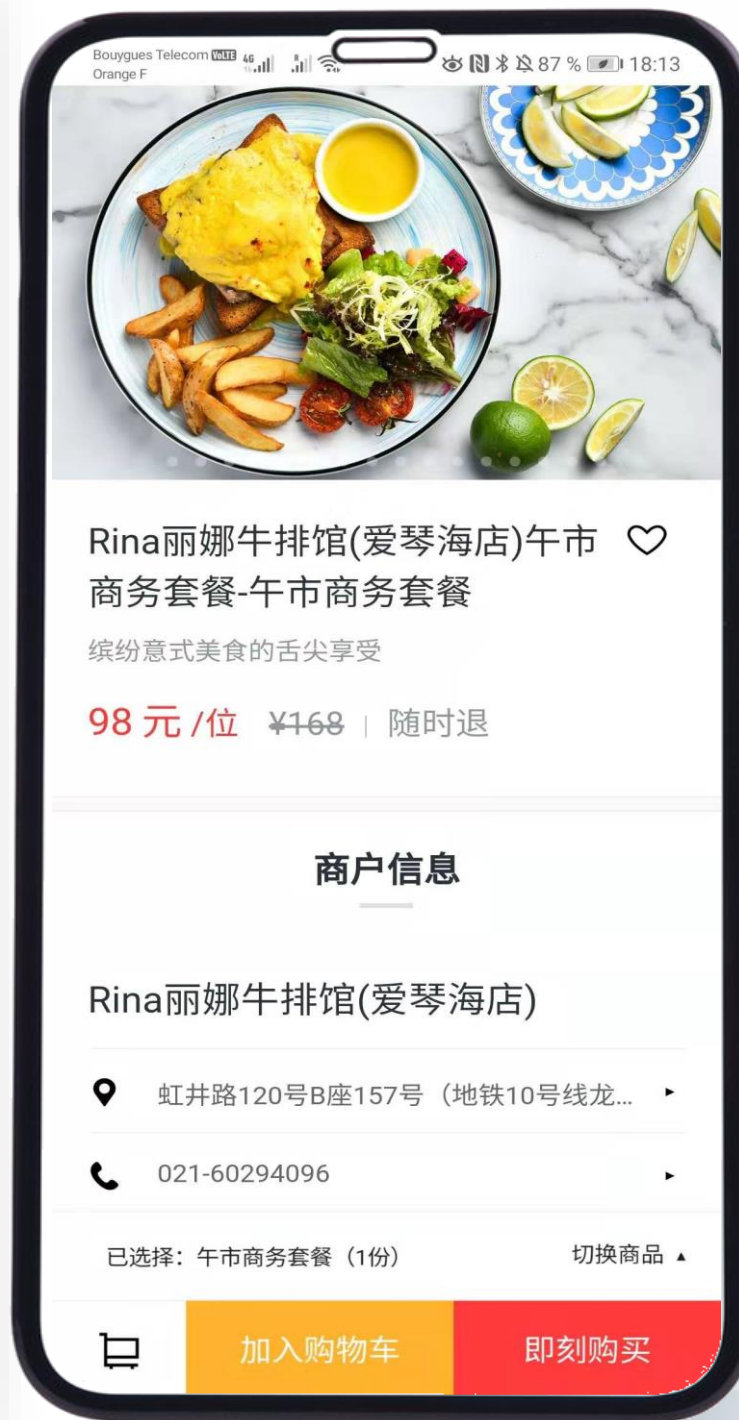 Bouygues Telecom VoLTE 4G 87 % 18:13
Orange F
Rina丽娜牛排馆(爱琴海店)午市
商务套餐-午市商务套餐
缤纷意式美食的舌尖享受
98 元 /位 ¥168 | 随时退
商户信息
Rina丽娜牛排馆(爱琴海店)
虹井路120号B座157号（地铁10号线龙...
021-60294096
已选择：午市商务套餐（1份） 切换商品
加入购物车 即刻购买